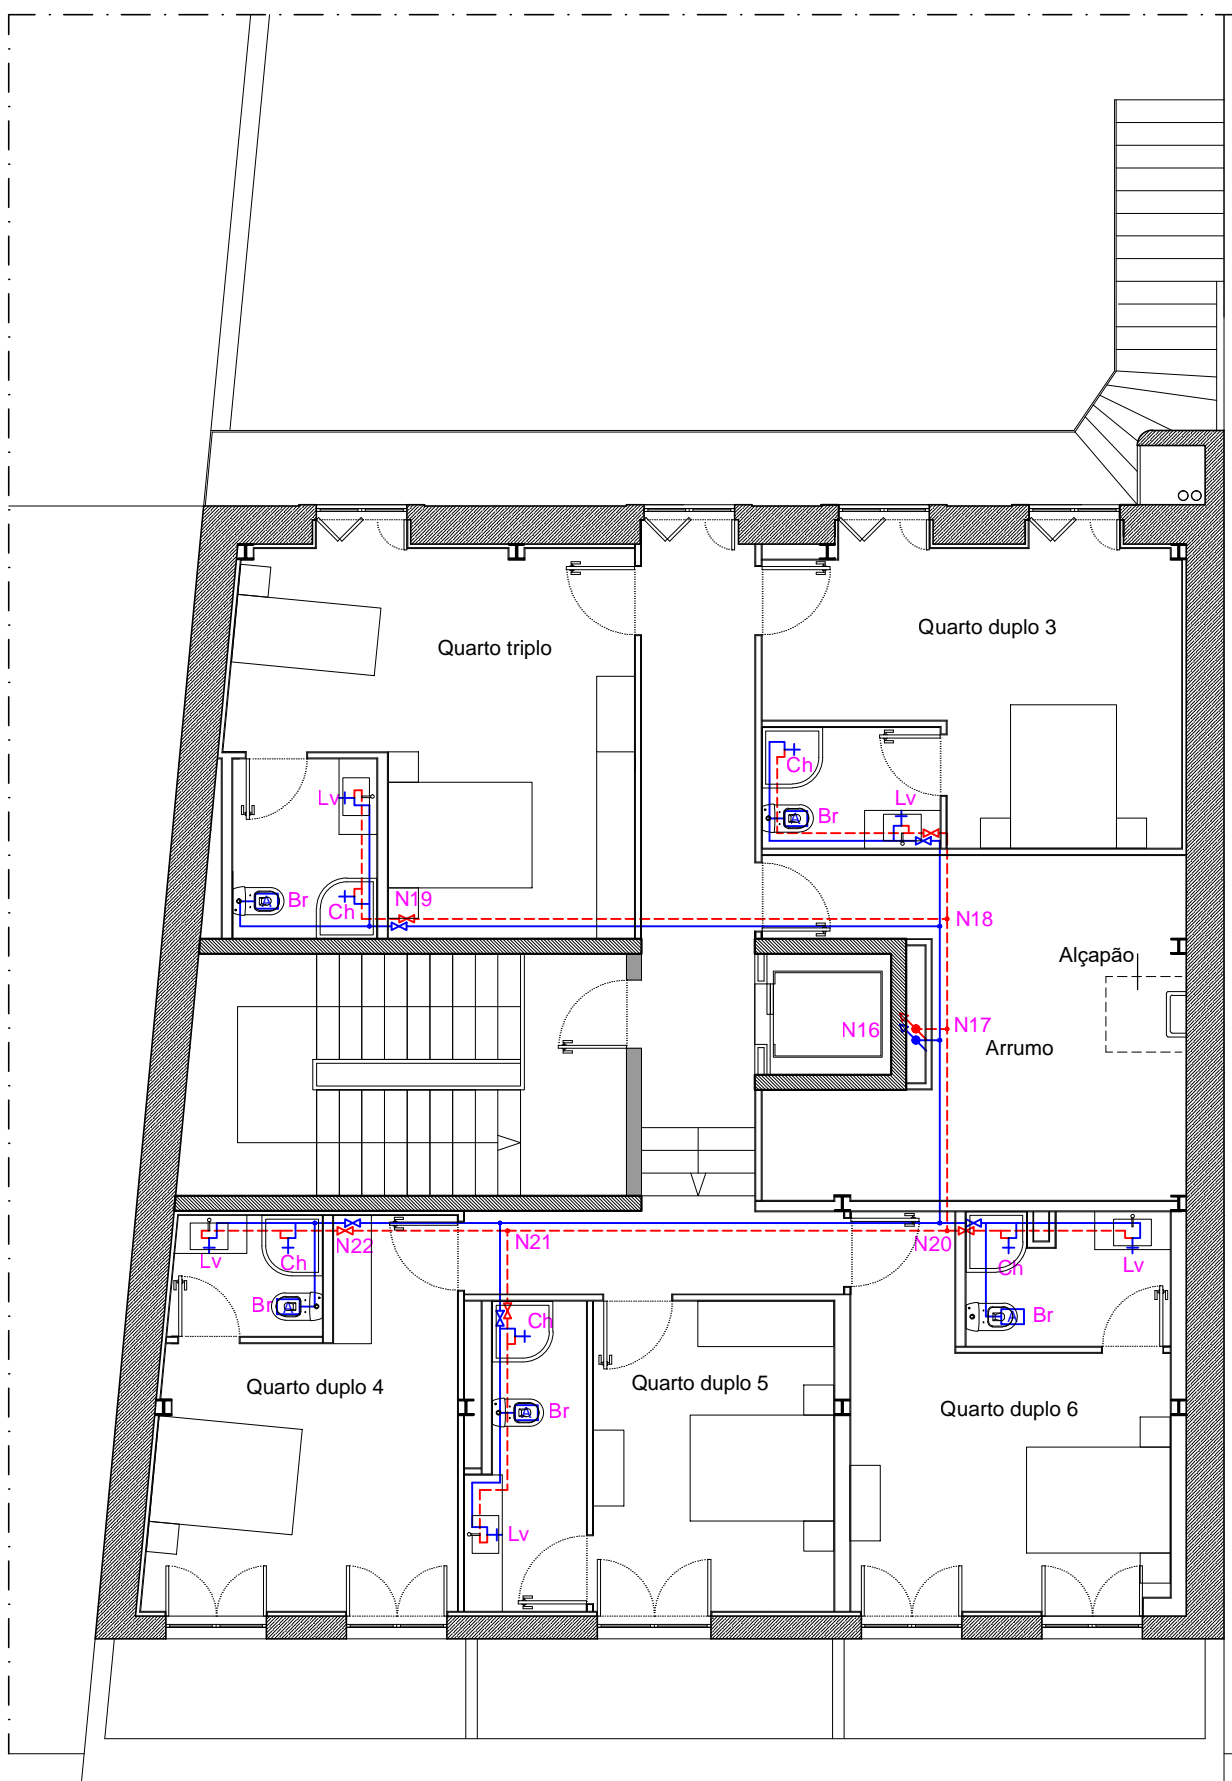 Quarto duplo 3
Quarto triplo
Ch
Lv
Lv
Br
Br
N19
Ch
N18
Alçapão
N16
N17
Arrumo
N22
N21
N20
Lv
Ch
Ch
Lv
Br
Ch
Br
Quarto duplo 4
Quarto duplo 5
Br
Quarto duplo 6
Lv